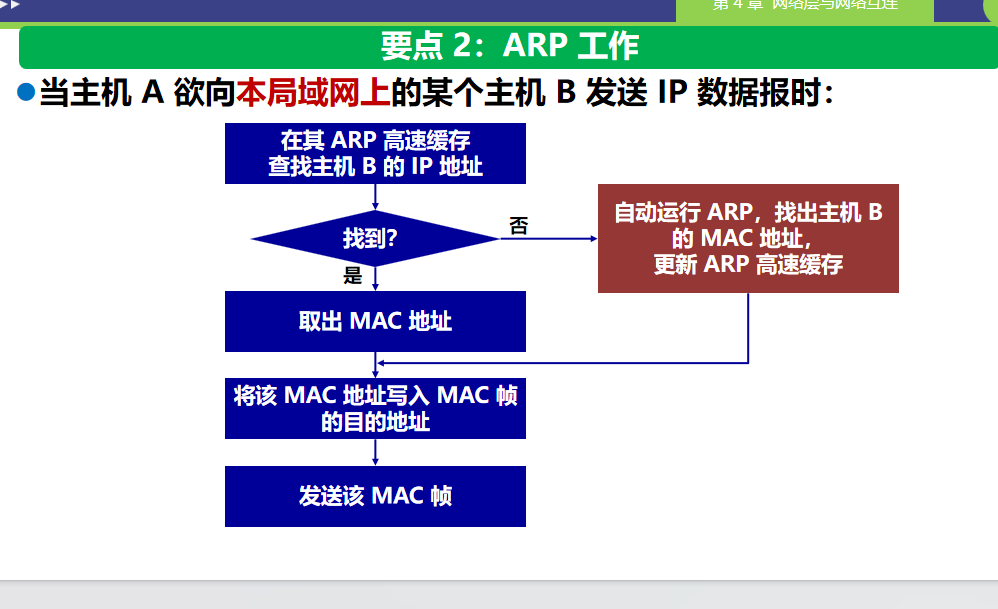 第 4 章 网络层与网络互连
要点 2：ARP 工作
当主机 A 欲向本局域网上的某个主机 B 发送 IP 数据报时：
在其 ARP 高速缓存
查找主机 B 的 IP 地址
找到？
否
是
自动运行 ARP，找出主机 B
的 MAC 地址，
更新 ARP 高速缓存
取出 MAC 地址
将该 MAC 地址写入 MAC 帧
的目的地址
发送该 MAC 帧